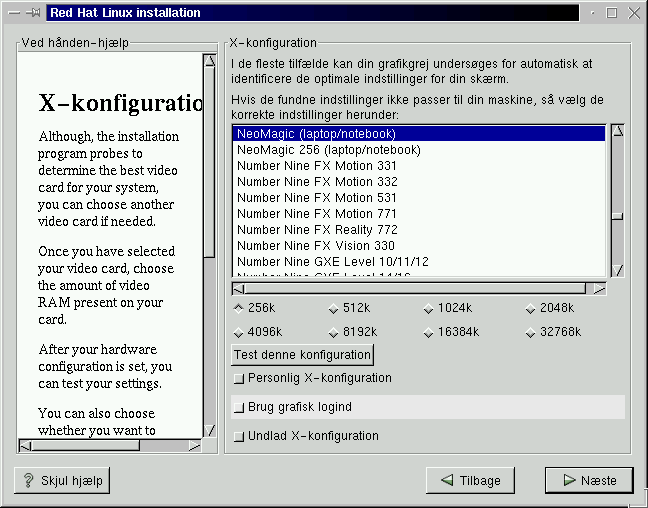 Red Hat Linux installation
Ved hånden-hjælp
X-konfiguratio
Although, the installation
program probes to
determine the best video
card for your system,
you can choose another
video card if needed.
Once you have selected
your video card, choose
the amount of video
RAM present on your
card.
After your hardware
configuration is set, you
can test your settings.
You can also choose
whether you want to
X-konfiguration
I de fleste tilfælde kan din grafikgrej undersøges for automatisk at
identificere de optimale indstillinger for din skærm.
Hvis de fundne indstillinger ikke passer til din maskine, så vælg de
korrekte indstillinger herunder:
NeoMagic (laptop/notebook)
NeoMagic 256 (laptop/notebook)
Number Nine FX Motion 331
Number Nine FX Motion 332
Number Nine FX Motion 531
Number Nine FX Motion 771
Number Nine FX Reality 772
Number Nine FX Vision 330
Number Nine GXE Level 10/11/12
Number Nine GXE Level 14/16
256k 512k 1024k 2048k
4096k 8192k 16384k 32768k
Test denne konfiguration
Personlig X-konfiguration
Brug grafisk logind
Undlad X-konfiguration
? Skjul hjælp
Tilbage
Næste